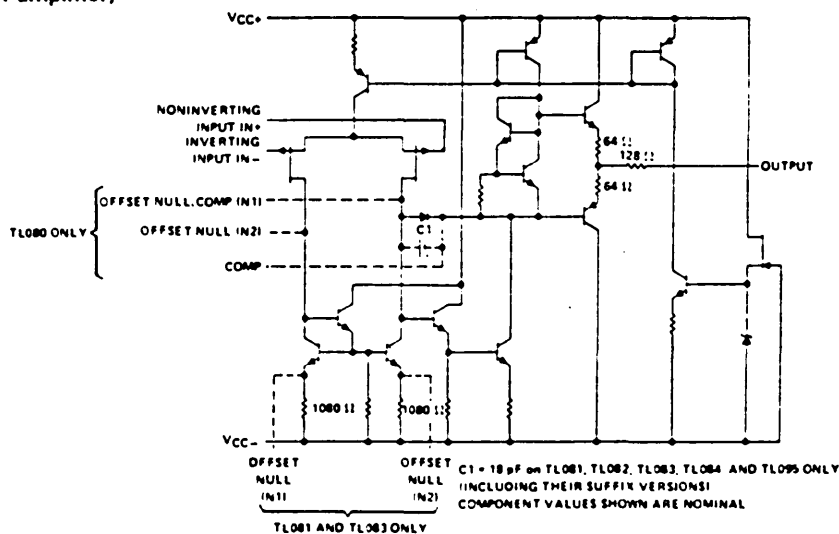 VCC+
NONINVERTING
INPUT IN+
INVERTING
INPUT IN−
64 Ω
128 Ω
OUTPUT
64 Ω
OFFSET NULL, COMP (N1)
TL080 ONLY
OFFSET NULL (N2)
C1
COMP
1080 Ω
1080 Ω
VCC−
OFFSET
NULL
(N1)
OFFSET
NULL
(N2)
C1 = 18 pF ON TL081, TL082, TL083, TL084 AND TL085 ONLY
(INCLUDING THEIR SUFFIX VERSIONS)
COMPONENT VALUES SHOWN ARE NOMINAL
TL081 AND TL083 ONLY